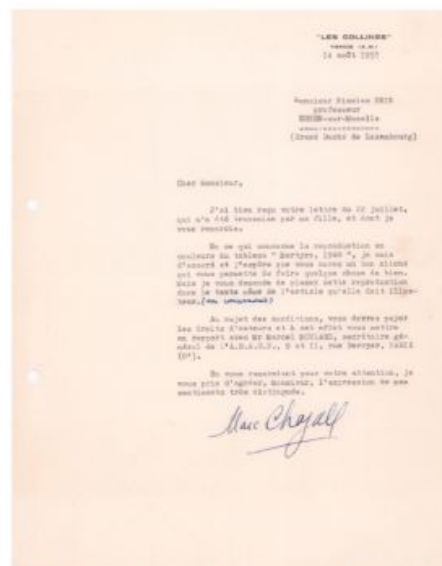 "LES COLLINES"
VENCE (A.M)
14 août 1957
Monsieur Nicolas
professeur
-sur-Moselle
(Grand Duché de Luxembourg)
Cher Monsieur,
J'ai bien reçu votre lettre du 22 juillet,
qui m'a été transmise par ma fille, et dont je
vous remercie.
En ce qui concerne la reproduction en
couleurs du tableau " Martyre, 1940 ", je suis
d'accord et j'espère que vous aurez un bon cliché
qui vous permette de faire quelque chose de bien.
Mais je vous demande de placer cette reproduction
dans le texte même de l'article qu'elle doit illus-
trer.
Au sujet des conditions, vous devrez payer
les droits d'auteurs et à cet effet vous mettre
en rapport avec Mr Marcel BOULARD, secrétaire gé-
néral de l'A.D.A.G.P., 9 et 11, rue Berryer, PARIS
(8°).
En vous remerciant pour votre attention, je
vous prie d'agréer, Monsieur, l'expression de mes
sentiments très distingués.
Marc Chagall